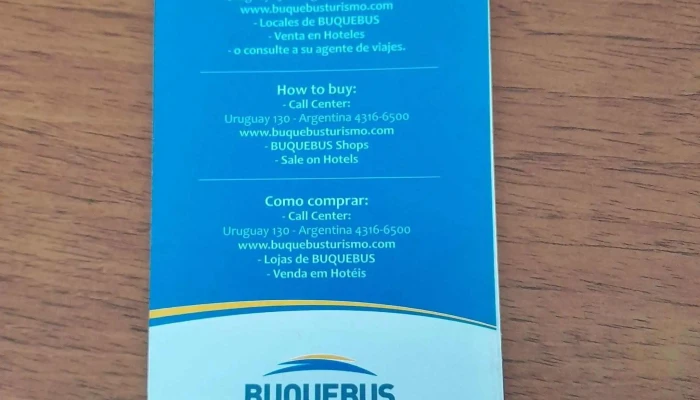 www.buquebusturismo.com
- Locales de BUQUEBUS
- Venta en Hoteles
- o consulte a su agente de viajes.
How to buy:
- Call Center:
Uruguay 130 - Argentina 4316-6500
www.buquebusturismo.com
- BUQUEBUS Shops
- Sale on Hotels
Como comprar:
- Call Center:
Uruguay 130 - Argentina 4316-6500
www.buquebusturismo.com
- Lojas de BUQUEBUS
- Venda em Hotéis
BUQUEBUS